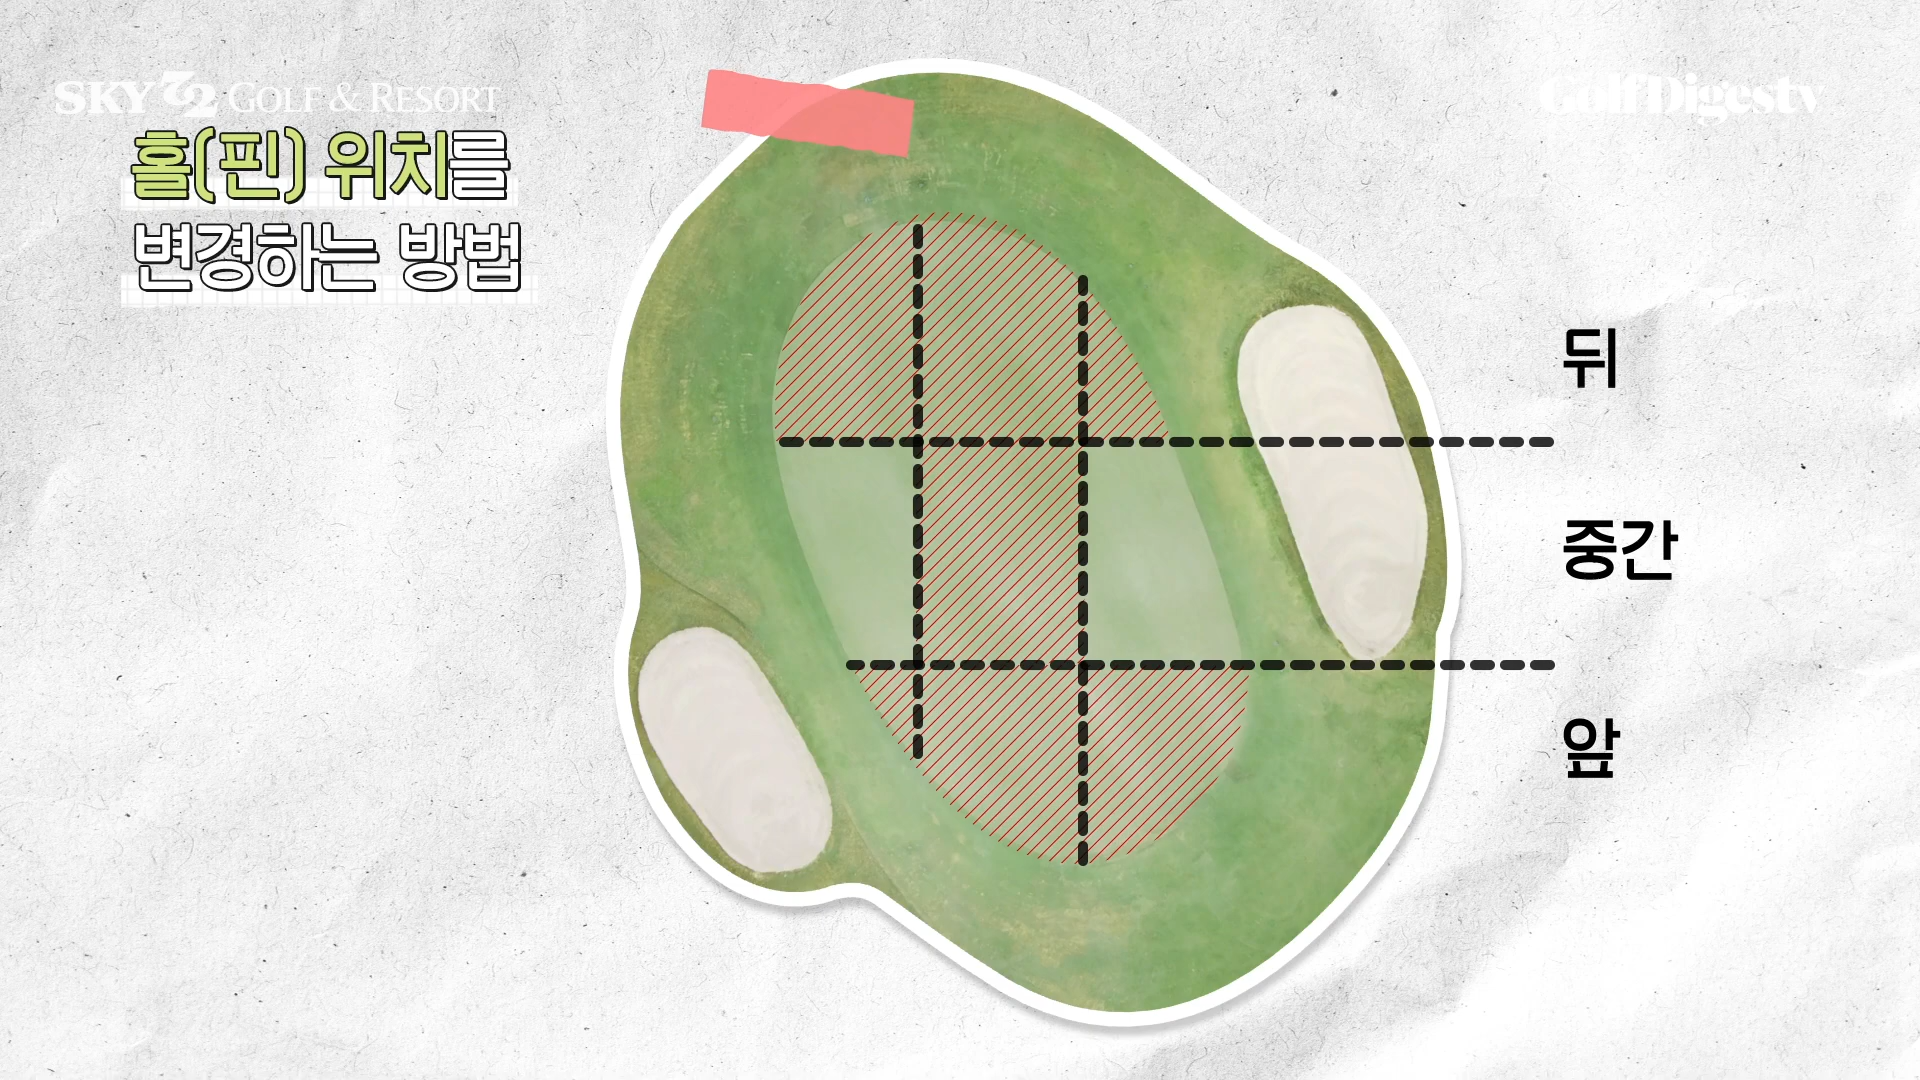 SKY72 GOLF & RESORT
GolfDigestv
홀(핀) 위치를
변경하는 방법
뒤
중간
앞